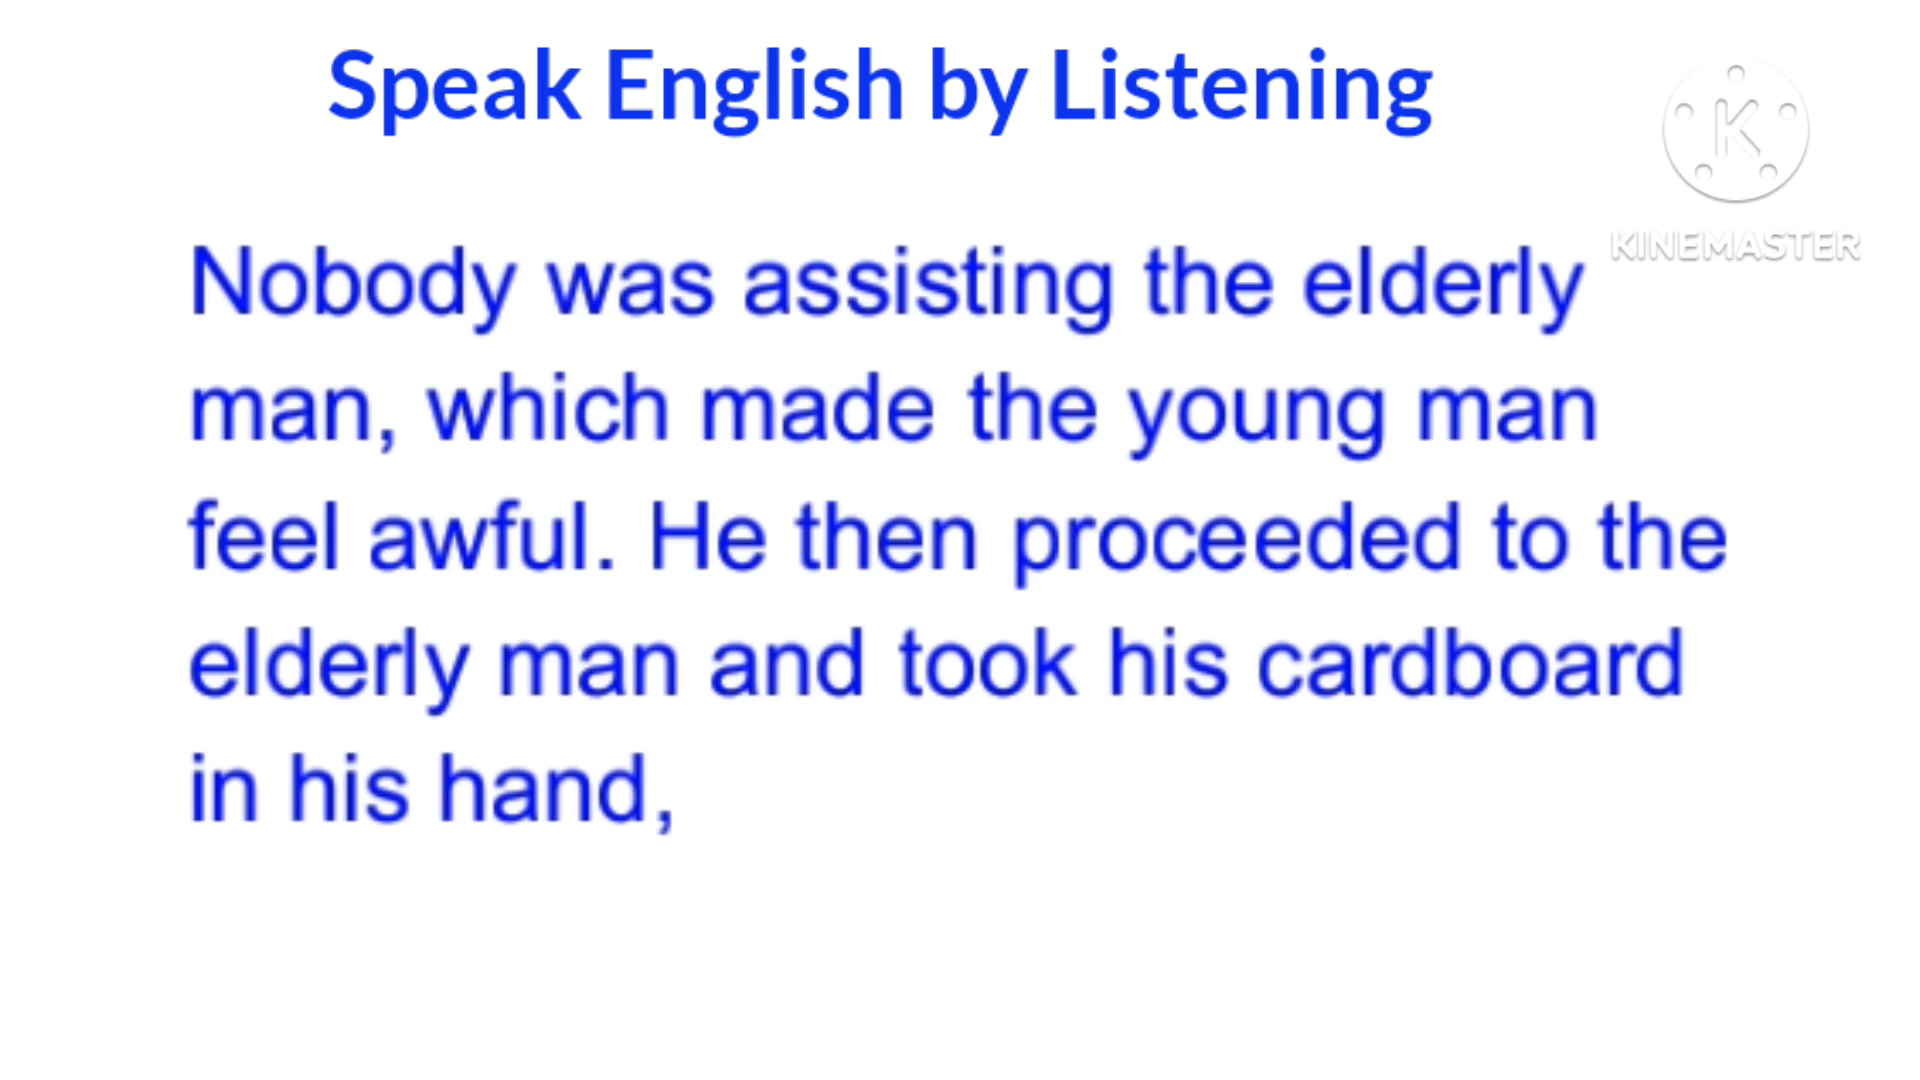 Speak English by Listening
K
KINEMASTER
Nobody was assisting the elderly
man, which made the young man
feel awful. He then proceeded to the
elderly man and took his cardboard
in his hand,